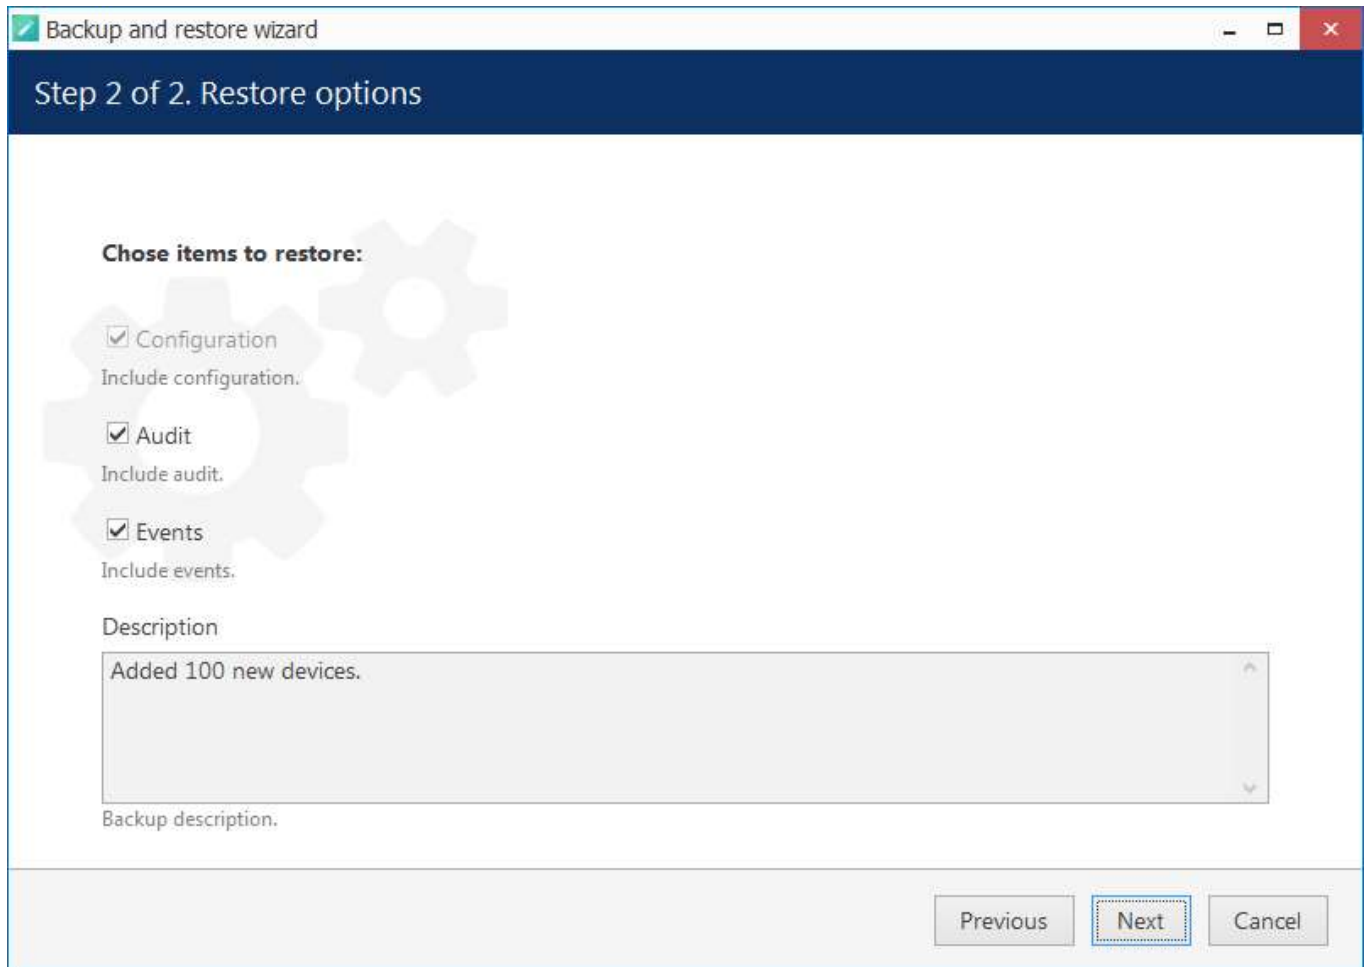 Backup and restore wizard
Step 2 of 2. Restore options
Chose items to restore:
Configuration
Include configuration.
Audit
Include audit.
Events
Include events.
Description
Added 100 new devices.
Backup description.
Previous Next Cancel